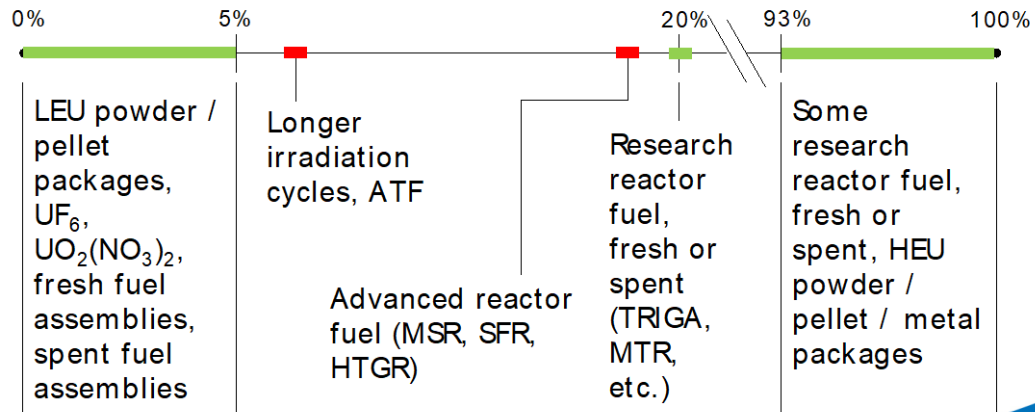 0% 5% 20% 93% 100%
LEU powder /
pellet
packages,
UF₆,
UO₂(NO₃)₂,
fresh fuel
assemblies,
spent fuel
assemblies
Longer
irradiation
cycles, ATF
Advanced reactor
fuel (MSR, SFR,
HTGR)
Research
reactor
fuel,
fresh or
spent
(TRIGA,
MTR,
etc.)
Some
research
reactor fuel,
fresh or
spent, HEU
powder /
pellet / metal
packages